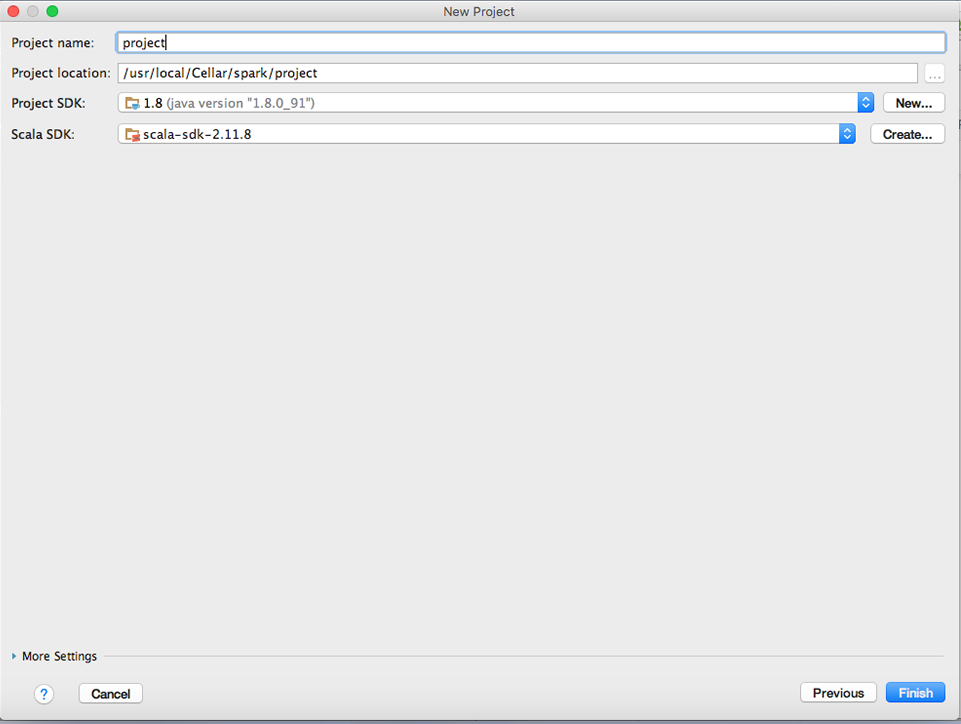 New Project
Project name: project
Project location: /usr/local/Cellar/spark/project ...
Project SDK: 1.8 (java version "1.8.0_91") New...
Scala SDK: scala-sdk-2.11.8 Create...
More Settings
? Cancel Previous Finish